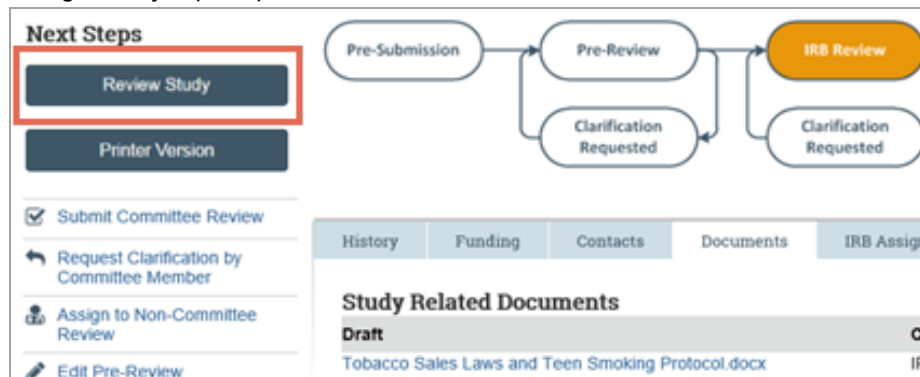 Next Steps
Review Study
Printer Version
Submit Committee Review
Request Clarification by
Committee Member
Assign to Non-Committee
Review
Edit Pre-Review
Pre-Submission
Pre-Review
IRB Review
Clarification
Requested
Clarification
Requested
History
Funding
Contacts
Documents
IRB
Study Related Documents
Draft
Tobacco Sales Laws and Teen Smoking Protocol.docx